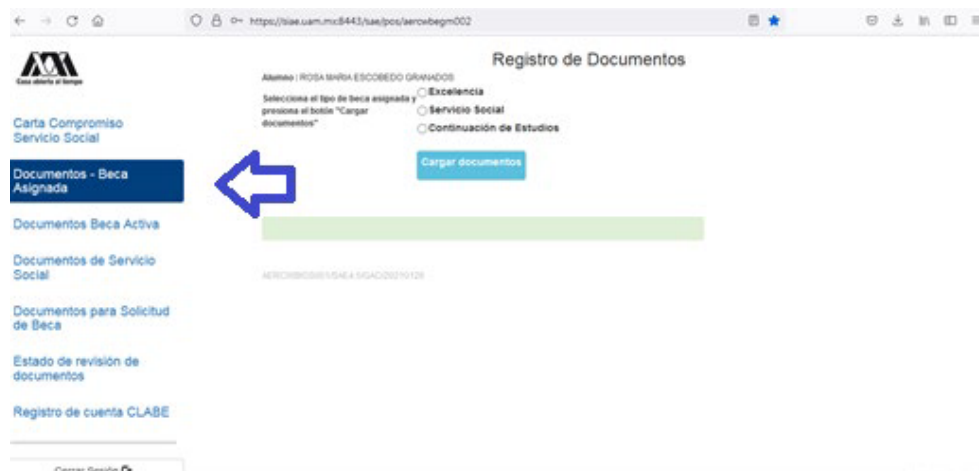 https://siae.uam.mx:8443/sae/pos/aerowbegm002
Casa abierta al tiempo
Registro de Documentos
Alumno : ROSA MARIA ESCOBEDO GRANADOS
Selecciona el tipo de beca asignada y
presiona el botón "Cargar
documentos"
Excelencia
Servicio Social
Continuación de Estudios
Cargar documentos
Carta Compromiso
Servicio Social
Documentos - Beca
Asignada
Documentos Beca Activa
Documentos de Servicio
Social
Documentos para Solicitud
de Beca
Estado de revisión de
documentos
Registro de cuenta CLABE
Cerrar Sesión